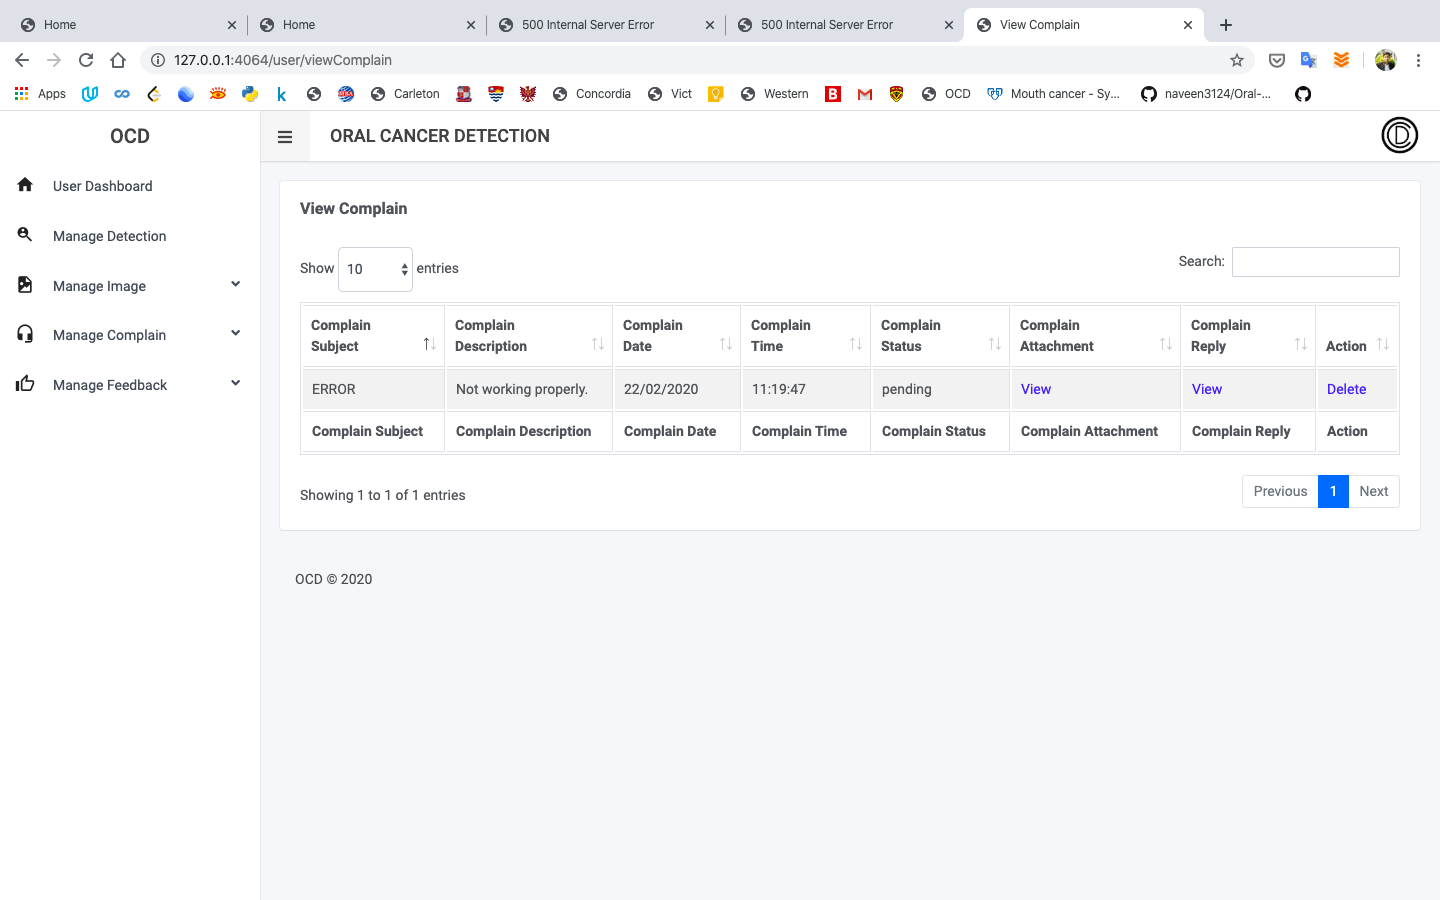 Home
Home
500 Internal Server Error
500 Internal Server Error
View Complain
127.0.0.1:4064/user/viewComplain
Apps
Carleton
Concordia
Vict
Western
B
OCD
Mouth cancer - Sy...
naveen3124/Oral-...
OCD
ORAL CANCER DETECTION
User Dashboard
Manage Detection
Manage Image
Manage Complain
Manage Feedback
View Complain
Show 10 entries
Search:
Complain Subject
Complain Description
Complain Date
Complain Time
Complain Status
Complain Attachment
Complain Reply
Action
ERROR Not working properly. 22/02/2020 11:19:47 pending View View Delete
Complain Subject Complain Description Complain Date Complain Time Complain Status Complain Attachment Complain Reply Action
Showing 1 to 1 of 1 entries
Previous 1 Next
OCD © 2020